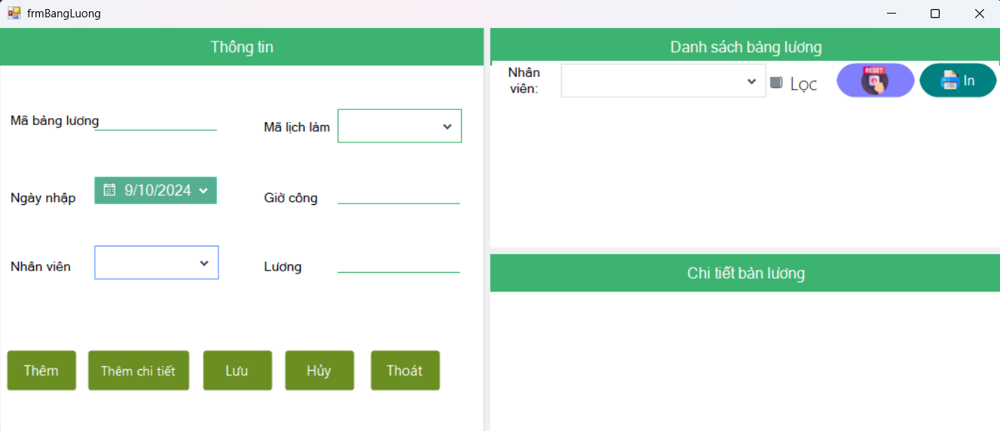 frmBangLuong
Thông tin
Mã bảng lương
Mã lịch làm
Ngày nhập
9/10/2024
Giờ công
Nhân viên
Lương
Thêm
Thêm chi tiết
Lưu
Hủy
Thoát
Danh sách bảng lương
Nhân
viên:
Lọc
RESET
In
Chi tiết bản lương